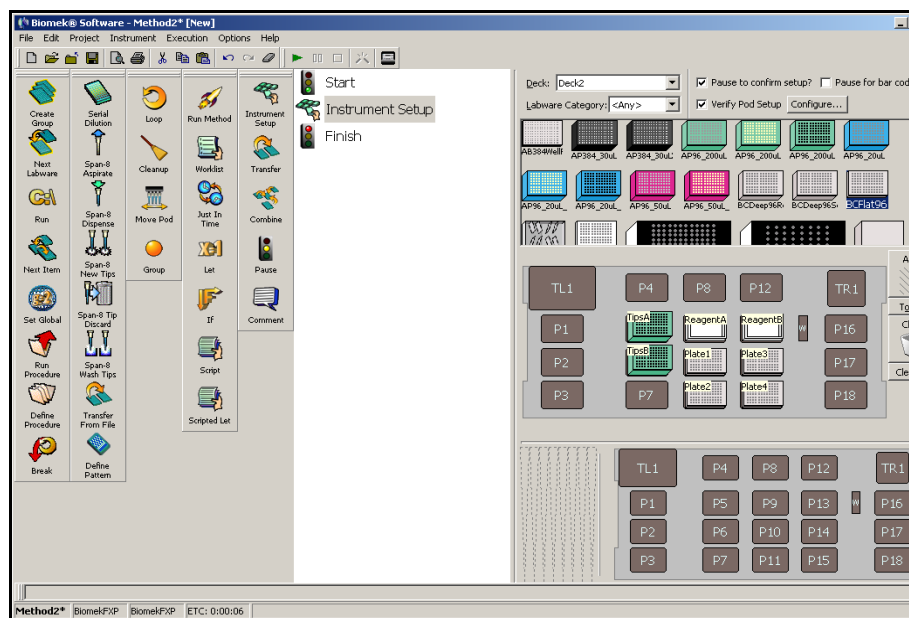 Biomek® Software - Method2* [New]
File Edit Project Instrument Execution Options Help
Create Group
Next Labware
Run
Next Item
Set Global
Run Procedure
Define Procedure
Break
Serial Dilution
Span-8 Aspirate
Span-8 Dispense
Span-8 New Tips
Span-8 Tip Discard
Span-8 Wash Tips
Transfer From File
Define Pattern
Loop
Cleanup
Move Pod
Group
Run Method
Worklist
Just In Time
Let
If
Script
Scripted Let
Instrument Setup
Transfer
Combine
Pause
Comment
Start
Instrument Setup
Finish
Deck: Deck2
Pause to confirm setup? Pause for bar cod
Labware Category: <Any>
Verify Pod Setup Configure...
AP384_30uL AP96_200uL AP96_200uL AP96_200uL AP96_20uL
AP96_20uL_ AP96_20uL_ AP96_50uL AP96_50uL_ BCDeep96R BCDeep96S BCFlat96
TL1 P4 P8 P12 TR1
P1 TipsA ReagentA ReagentB W P16
P2 TipsB Plate1 Plate3 P17
P3 P7 Plate2 Plate4 P18
TL1 P4 P8 P12 TR1
P1 P5 P9 P13 W P16
P2 P6 P10 P14 P17
P3 P7 P11 P15 P18
Method2* BiomekFXP BiomekFXP ETC: 0:00:06